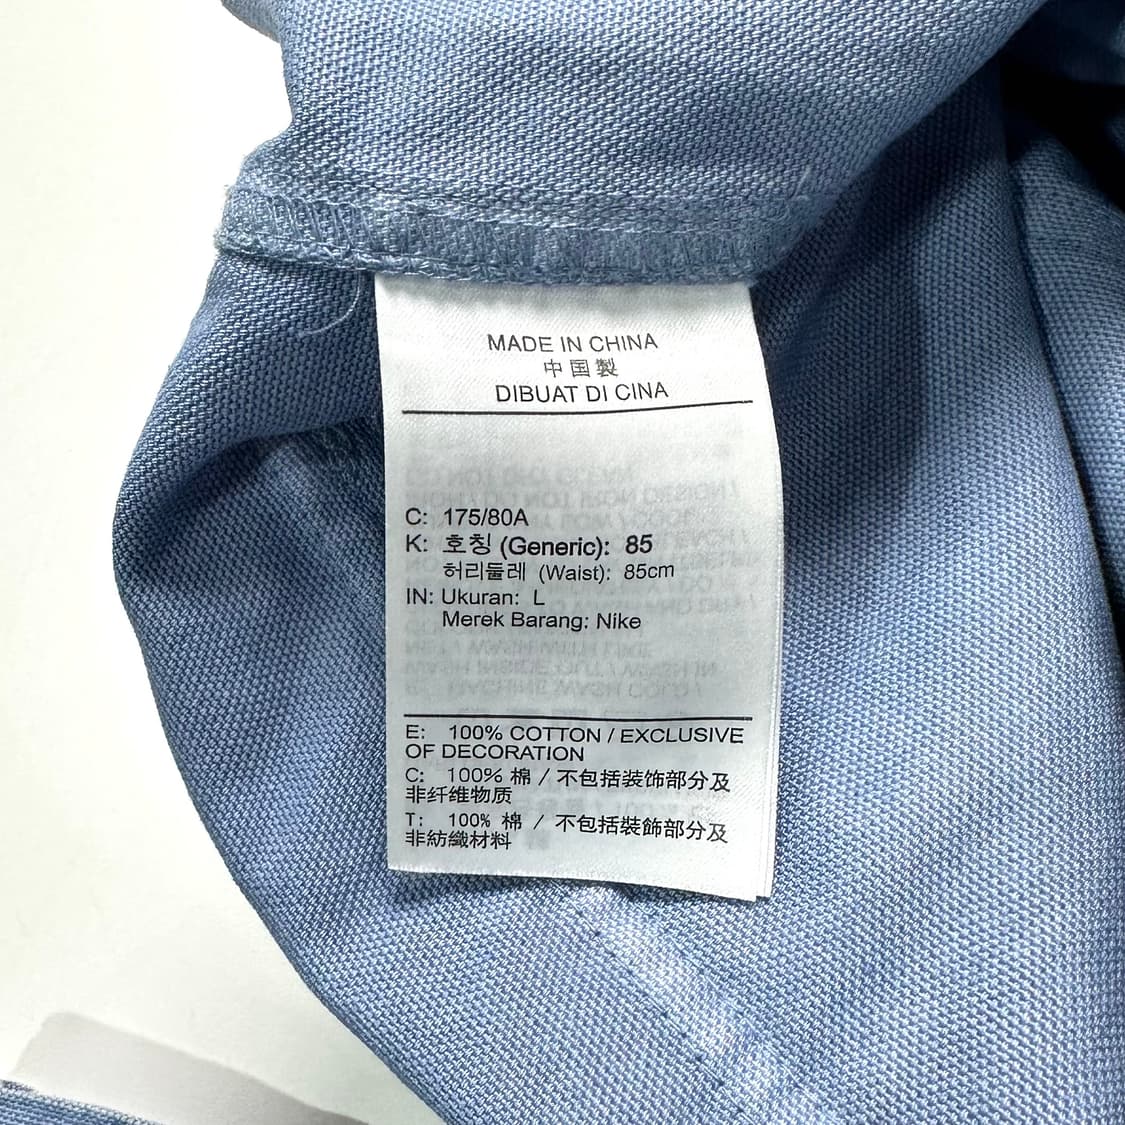 MADE IN CHINA
中国製
DIBUAT DI CINA
C: 175/80A
K: 호칭 (Generic): 85
허리둘레 (Waist): 85cm
IN: Ukuran: L
Merek Barang: Nike
E: 100% COTTON / EXCLUSIVE
OF DECORATION
C: 100% 棉 / 不包括装饰部分及
非纤维物质
T: 100% 棉 / 不包括裝飾部分及
非紡織材料